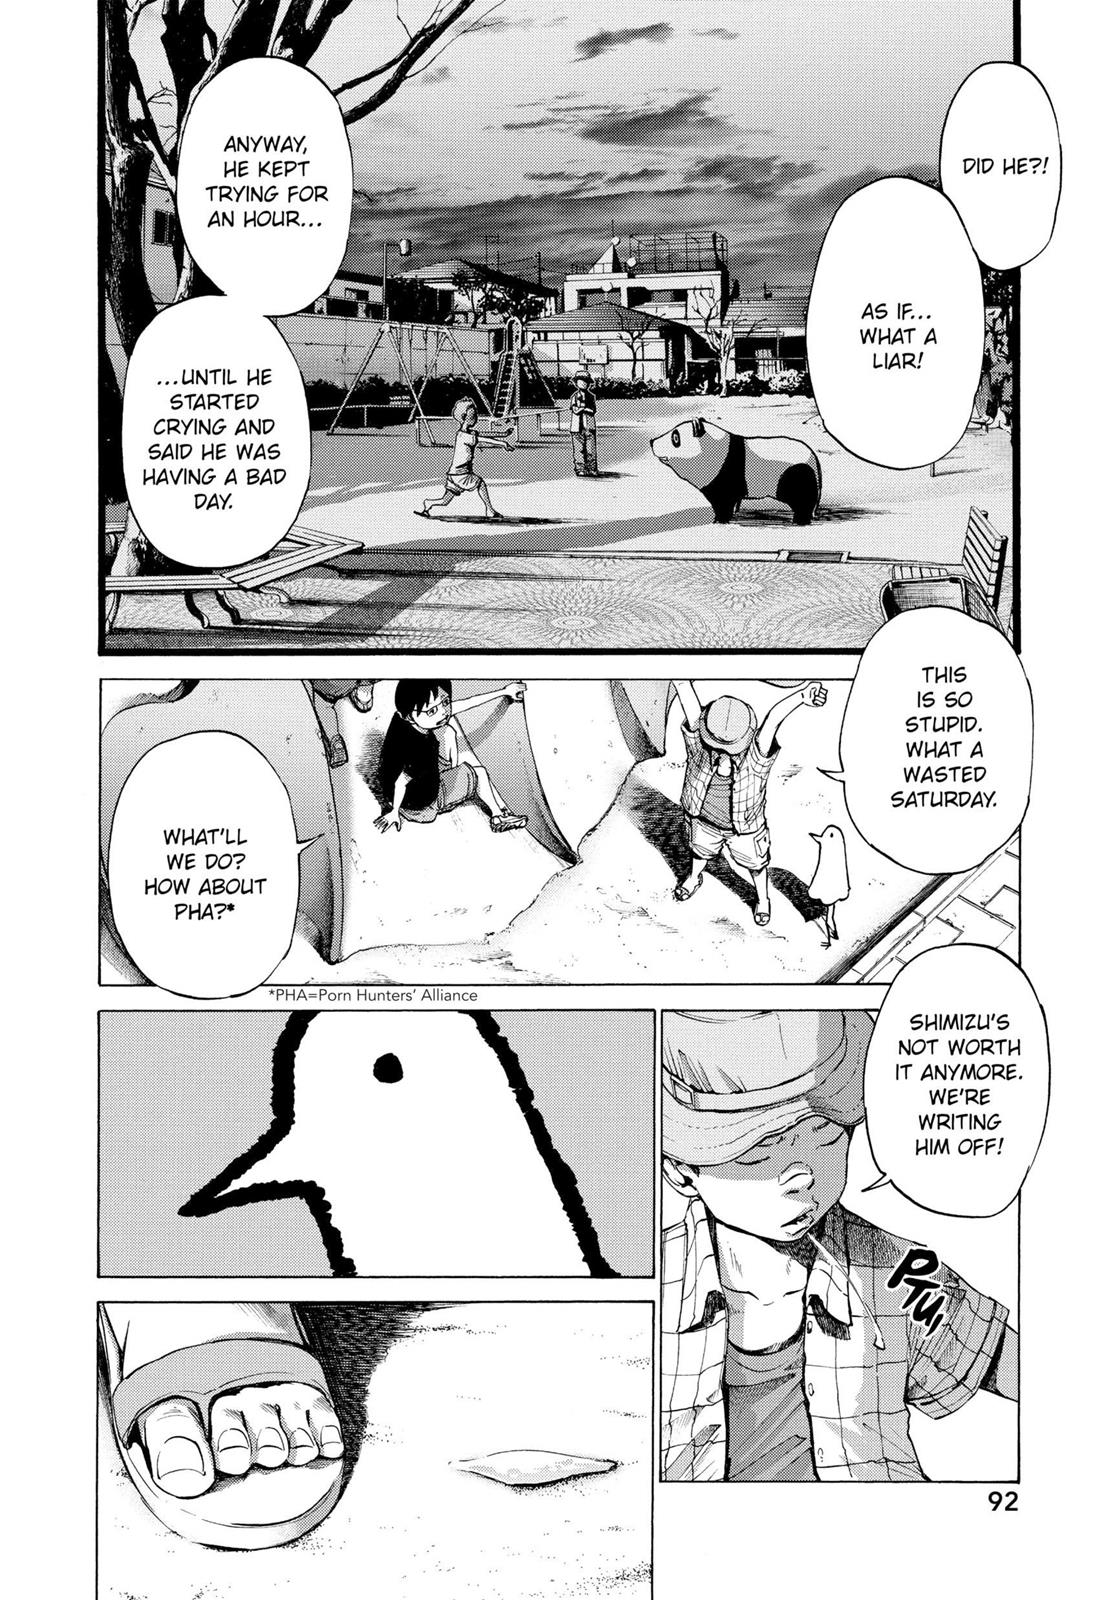 DID HE?!
AS IF...
WHAT A
LIAR!
ANYWAY,
HE KEPT
TRYING FOR
AN HOUR...
...UNTIL HE
STARTED
CRYING AND
SAID HE WAS
HAVING A BAD
DAY.
THIS
IS SO
STUPID.
WHAT A
WASTED
SATURDAY.
WHAT'LL
WE DO?
HOW ABOUT
PHA?*
*PHA=Porn Hunters' Alliance
SHIMIZU'S
NOT WORTH
IT ANYMORE.
WE'RE
WRITING
HIM OFF!
PTU
92